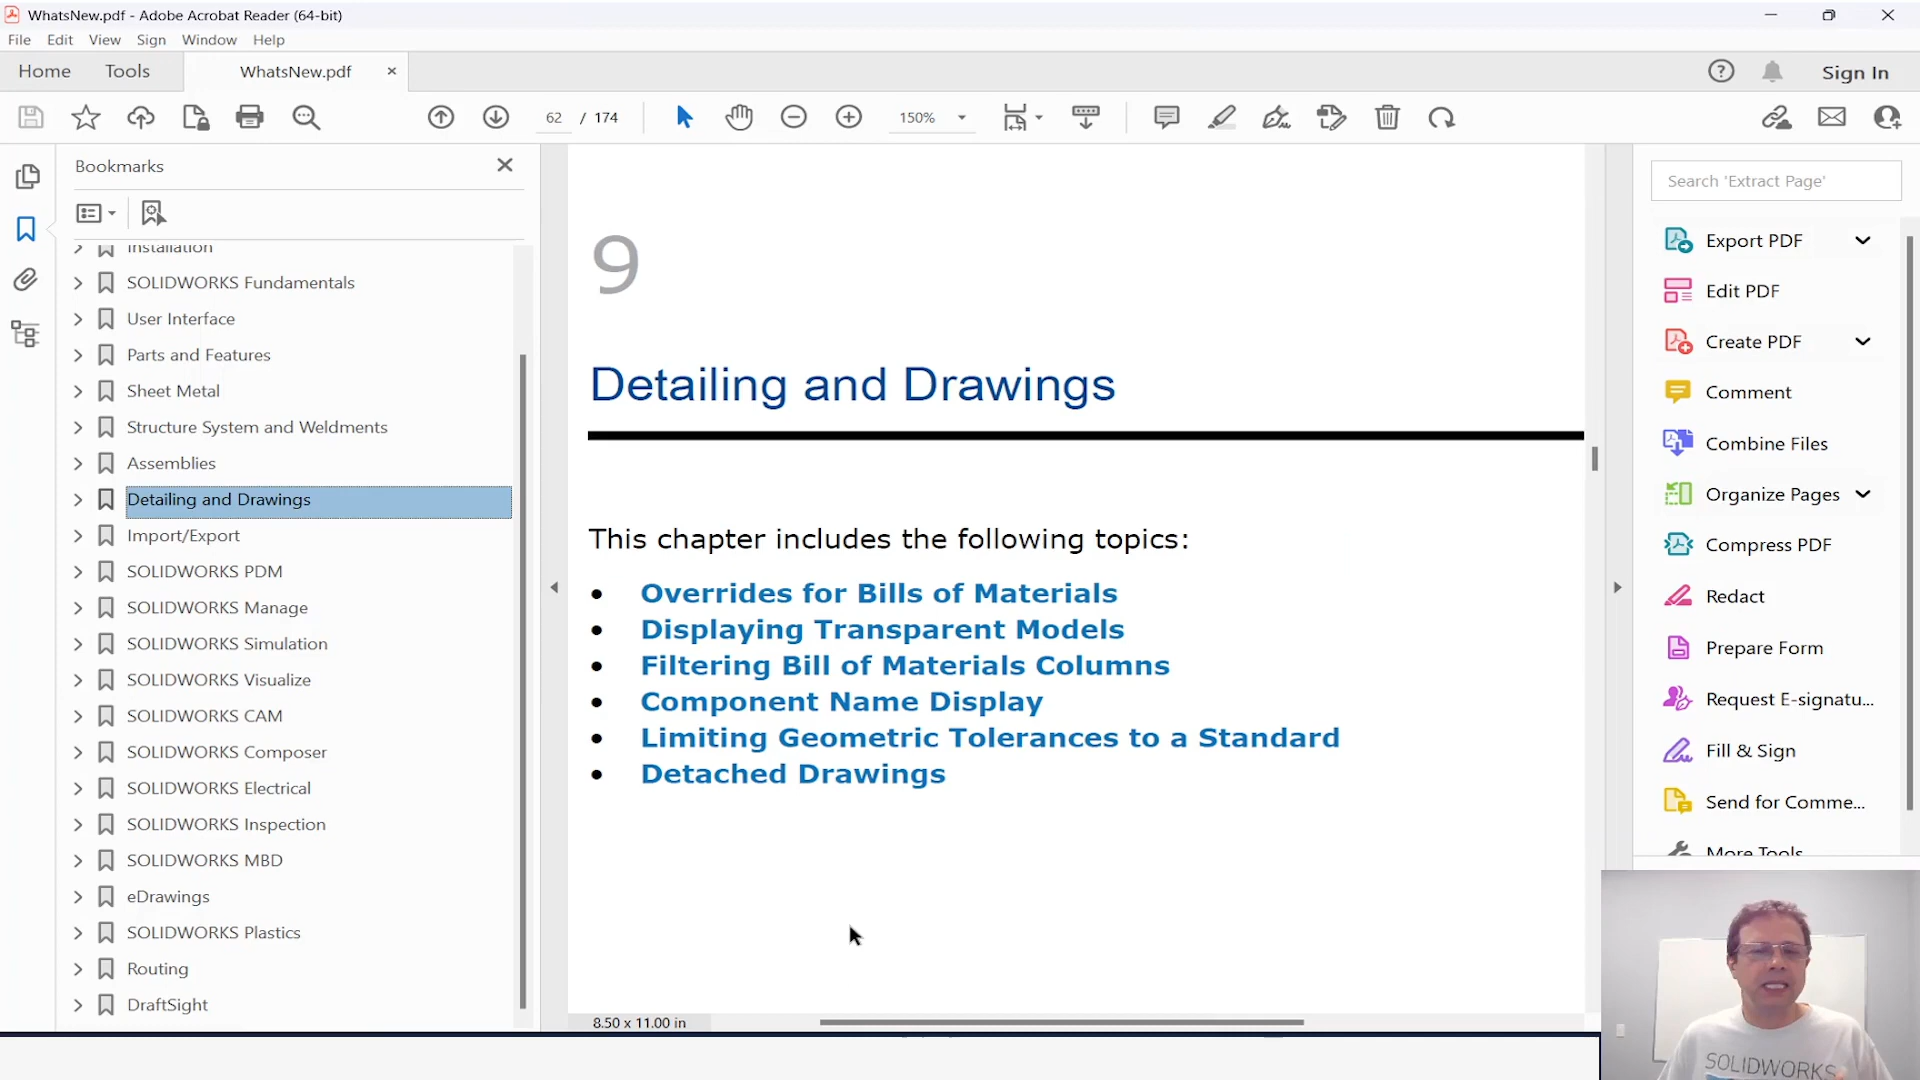 WhatsNew.pdf - Adobe Acrobat Reader (64-bit)
File Edit View Sign Window Help
Home Tools WhatsNew.pdf Sign In
62 / 174 150%
Bookmarks
Installation
SOLIDWORKS Fundamentals
User Interface
Parts and Features
Sheet Metal
Structure System and Weldments
Assemblies
Detailing and Drawings
Import/Export
SOLIDWORKS PDM
SOLIDWORKS Manage
SOLIDWORKS Simulation
SOLIDWORKS Visualize
SOLIDWORKS CAM
SOLIDWORKS Composer
SOLIDWORKS Electrical
SOLIDWORKS Inspection
SOLIDWORKS MBD
eDrawings
SOLIDWORKS Plastics
Routing
DraftSight
9
Detailing and Drawings
This chapter includes the following topics:
• Overrides for Bills of Materials
• Displaying Transparent Models
• Filtering Bill of Materials Columns
• Component Name Display
• Limiting Geometric Tolerances to a Standard
• Detached Drawings
8.50 x 11.00 in
Search 'Extract Page'
Export PDF
Edit PDF
Create PDF
Comment
Combine Files
Organize Pages
Compress PDF
Redact
Prepare Form
Request E-signatu...
Fill & Sign
Send for Comme...
More Tools
SOLIDWORKS